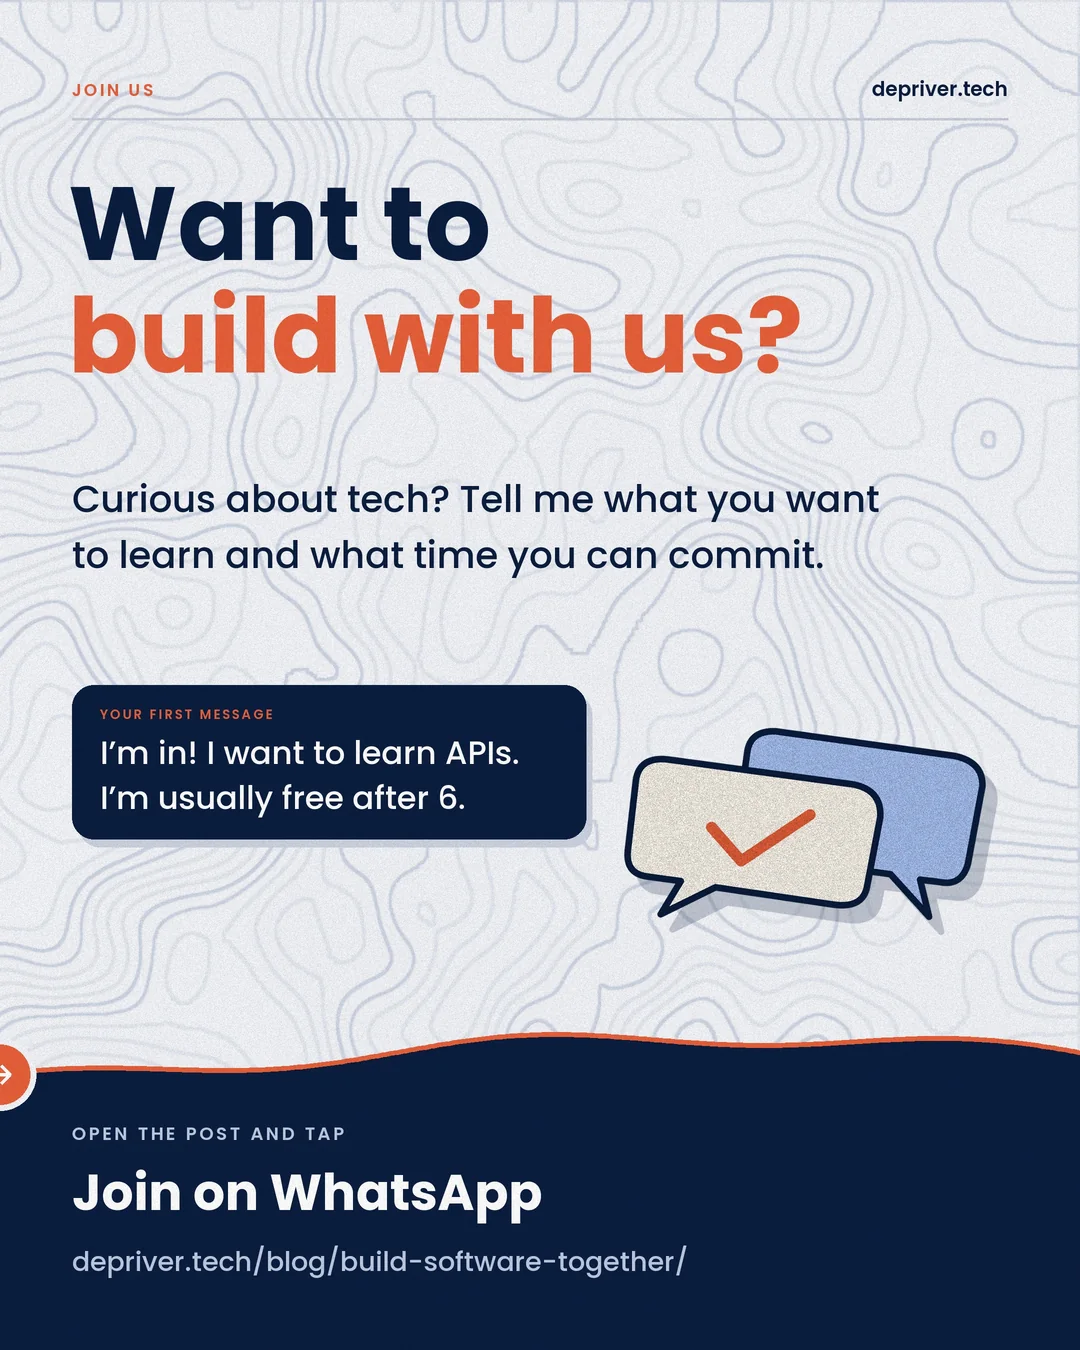 JOIN US
depriver.tech
Want to
build with us?
Curious about tech? Tell me what you want
to learn and what time you can commit.
YOUR FIRST MESSAGE
I’m in! I want to learn APIs.
I’m usually free after 6.
OPEN THE POST AND TAP
Join on WhatsApp
depriver.tech/blog/build-software-together/